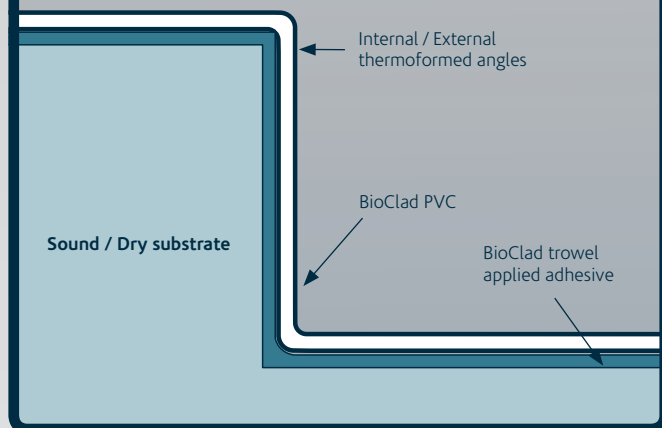 Internal / External
thermoformed angles
BioClad PVC
Sound / Dry substrate
BioClad trowel
applied adhesive